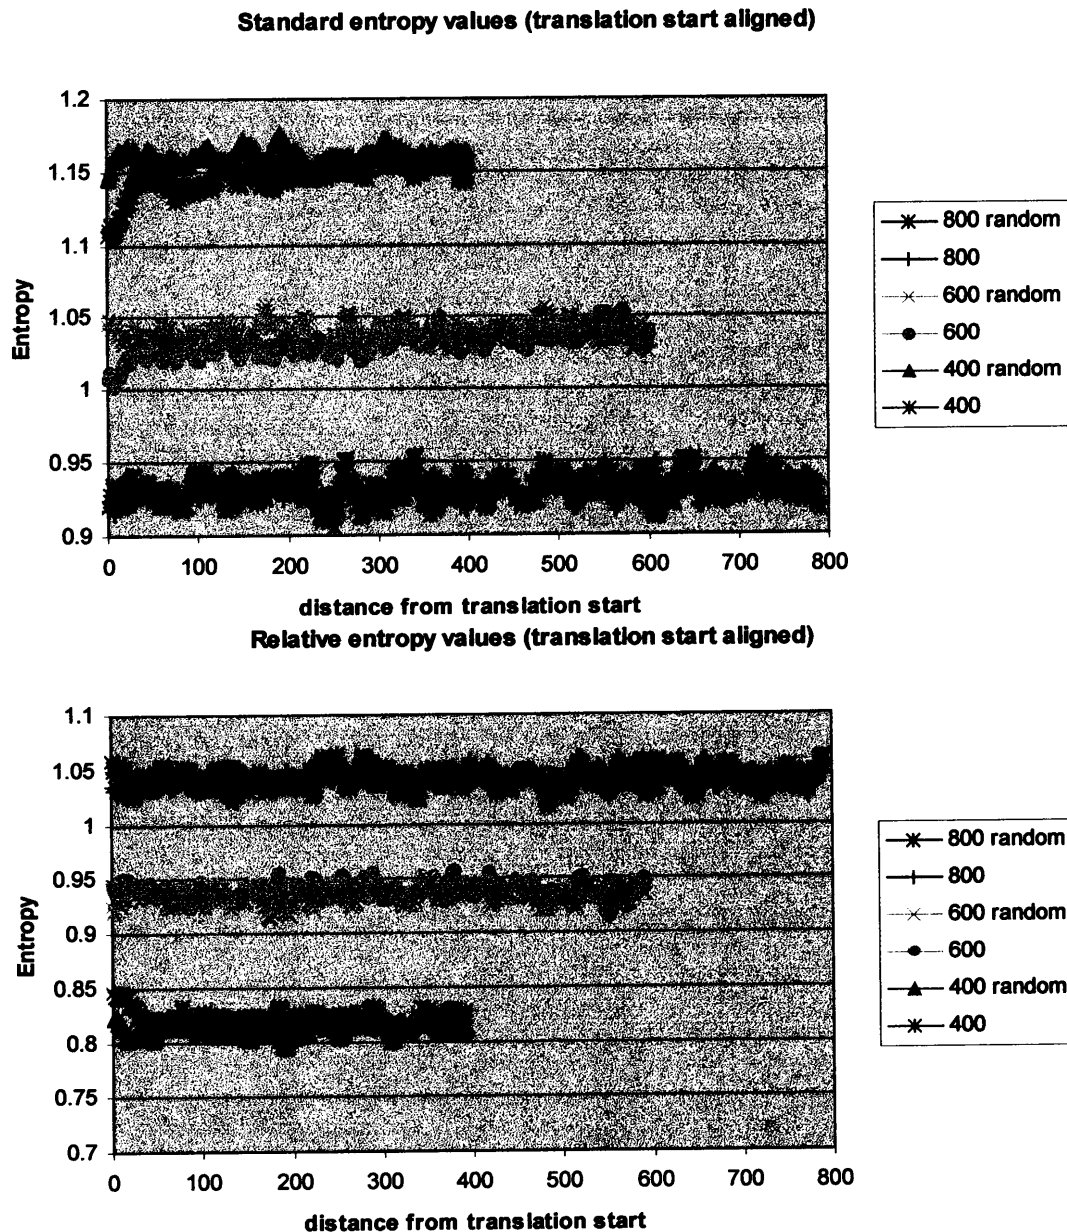 Standard entropy values (translation start aligned)
1.2
1.15
1.1
1.05
1
0.95
0.9
Entropy
0 100 200 300 400 500 600 700 800
distance from translation start
800 random
800
600 random
600
400 random
400
Relative entropy values (translation start aligned)
1.1
1.05
1
0.95
0.9
0.85
0.8
0.75
0.7
Entropy
0 100 200 300 400 500 600 700 800
distance from translation start
800 random
800
600 random
600
400 random
400